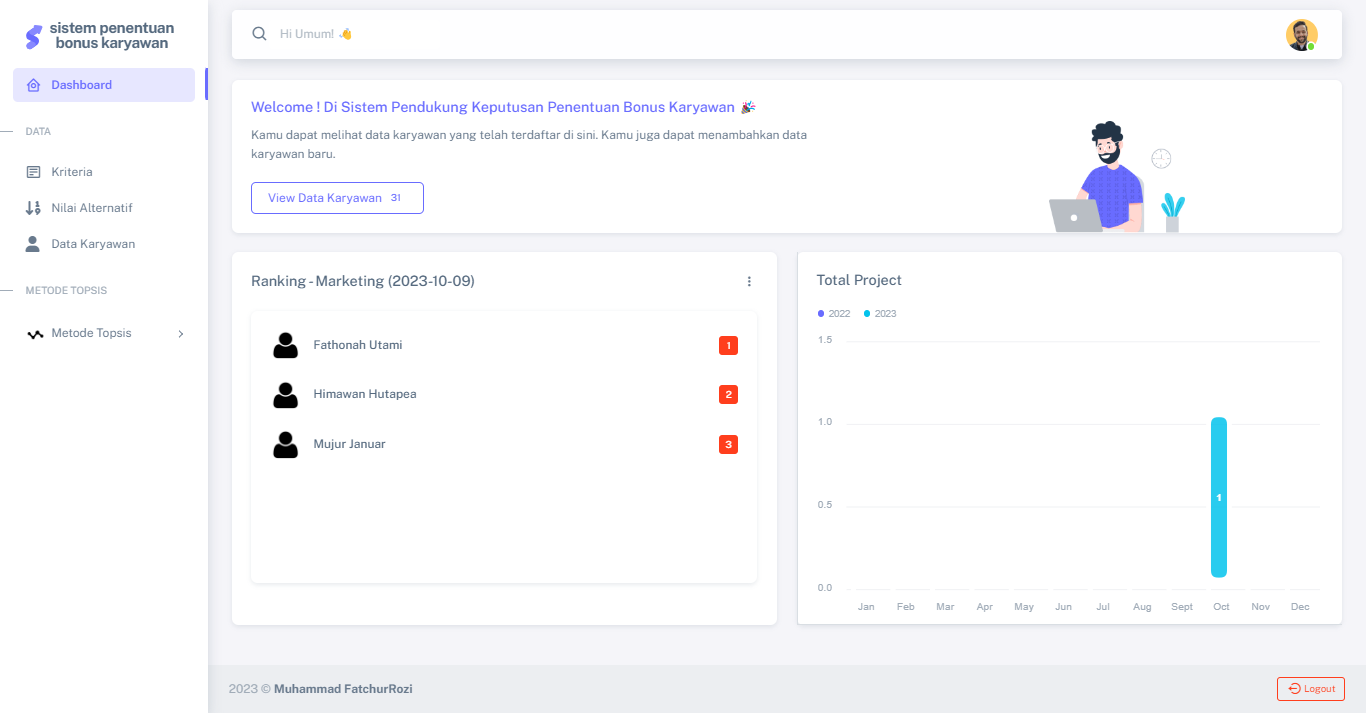 sistem penentuan
bonus karyawan
Dashboard
DATA
Kriteria
Nilai Alternatif
Data Karyawan
METODE TOPSIS
Metode Topsis
Hi Umum! 👋
Welcome ! Di Sistem Pendukung Keputusan Penentuan Bonus Karyawan 🎉
Kamu dapat melihat data karyawan yang telah terdaftar di sini. Kamu juga dapat menambahkan data
karyawan baru.
View Data Karyawan 31
Ranking - Marketing (2023-10-09)
Fathonah Utami 1
Himawan Hutapea 2
Mujur Januar 3
Total Project
2022 2023
1.5
1.0
0.5
0.0
1
Jan Feb Mar Apr May Jun Jul Aug Sept Oct Nov Dec
2023 © Muhammad FatchurRozi
Logout